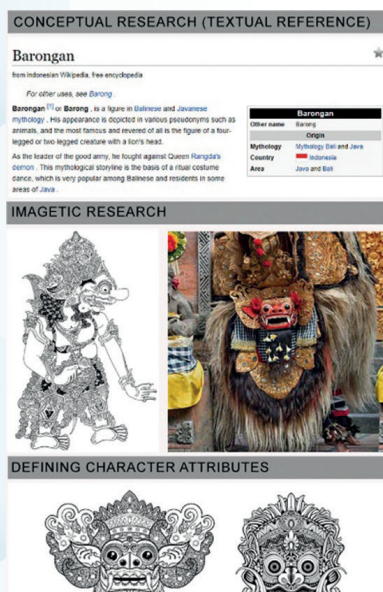 CONCEPTUAL RESEARCH (TEXTUAL REFERENCE)
Barongan
from Indonesian Wikipedia, free encyclopedia
For other uses, see Barong .
Barongan [1] or Barong , is a figure in Balinese and Javanese
mythology . His appearance is depicted in various pseudonyms such as
animals, and the most famous and revered of all is the figure of a four-
legged or two-legged creature with a lion's head.
As the leader of the good army, he fought against Queen Rangda's
demon . This mythological storyline is the basis of a ritual costume
dance, which is very popular among Balinese and residents in some
areas of Java .
Barongan
Other name Barong
Origin
Mythology Mythology Bali and Java
Country Indonesia
Area Java and Bali
IMAGETIC RESEARCH
DEFINING CHARACTER ATTRIBUTES